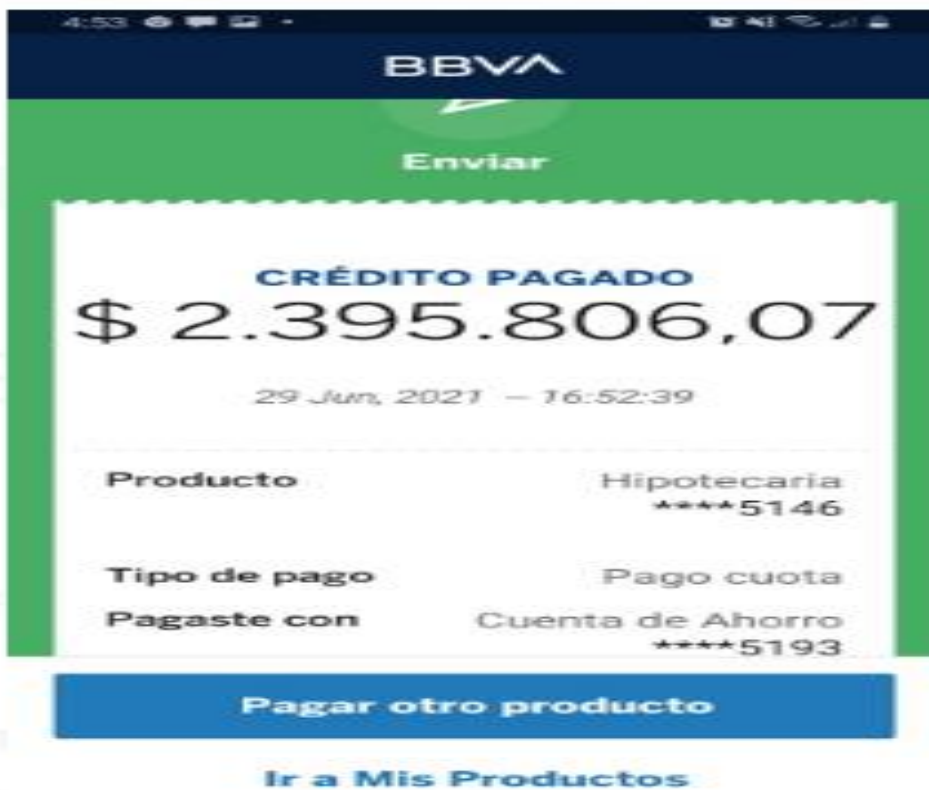 4:53
BBVA
Enviar
CRÉDITO PAGADO
$ 2.395.806,07
29 Jun, 2021 – 16:52:39
Producto Hipotecaria
****5146
Tipo de pago Pago cuota
Pagaste con Cuenta de Ahorro
****5193
Pagar otro producto
Ir a Mis Productos